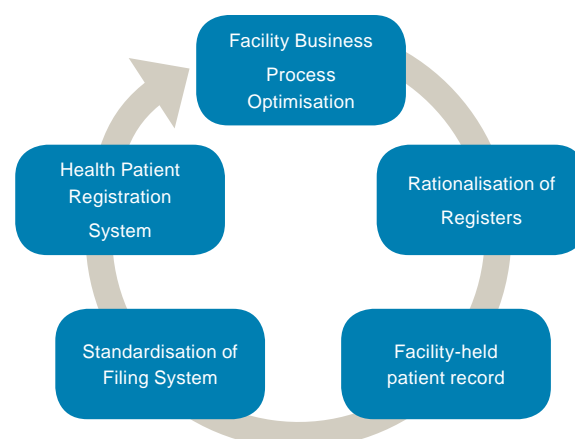 Facility Business
Process
Optimisation
Rationalisation of
Registers
Facility-held
patient record
Standardisation of
Filing System
Health Patient
Registration
System